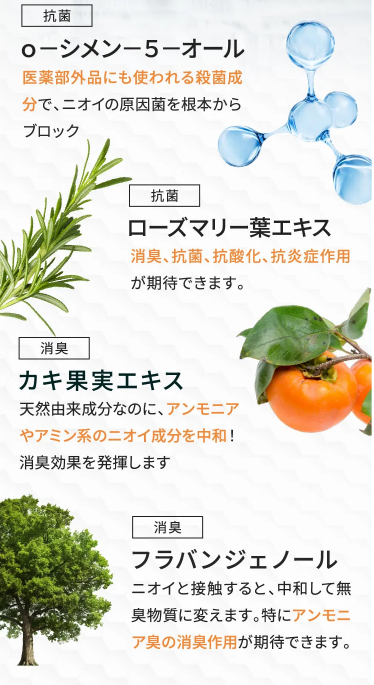 抗菌
o－シメン－5－オール
医薬部外品にも使われる殺菌成
分で、ニオイの原因菌を根本から
ブロック
抗菌
ローズマリー葉エキス
消臭、抗菌、抗酸化、抗炎症作用
が期待できます。
消臭
カキ果実エキス
天然由来成分なのに、アンモニア
やアミン系のニオイ成分を中和！
消臭効果を発揮します
消臭
フラバンジェノール
ニオイと接触すると、中和して無
臭物質に変えます。特にアンモニ
ア臭の消臭作用が期待できます。